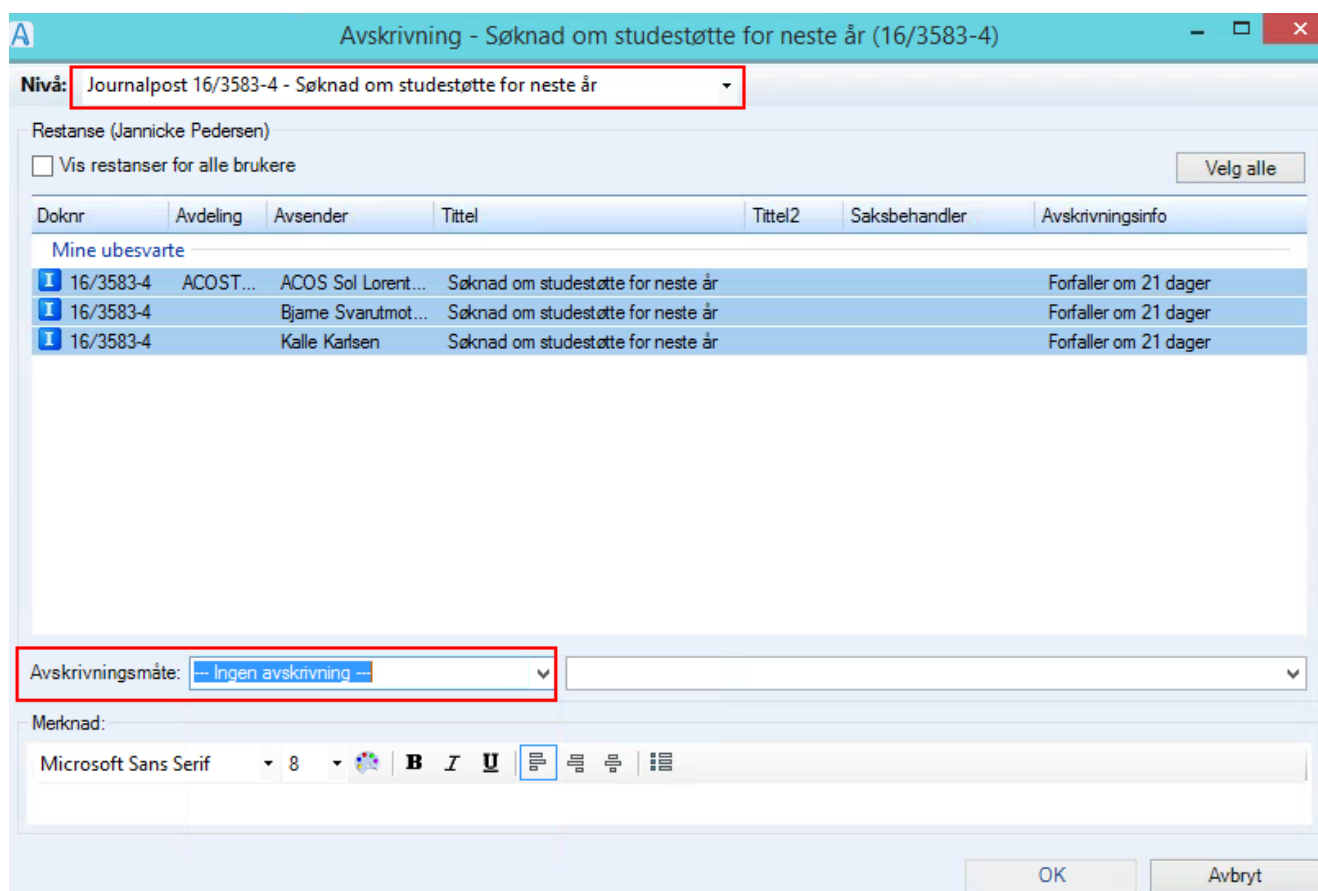 Avskrivning - Søknad om studestøtte for neste år (16/3583-4)
Nivå: Journalpost 16/3583-4 - Søknad om studestøtte for neste år
Restanse (Jannicke Pedersen)
Vis restanser for alle brukere Velg alle
Doknr Avdeling Avsender Tittel Tittel2 Saksbehandler Avskrivningsinfo
Mine ubesvarte
I 16/3583-4 ACOST... ACOS Sol Lorent... Søknad om studestøtte for neste år Forfaller om 21 dager
I 16/3583-4 Bjarne Svarutmot... Søknad om studestøtte for neste år Forfaller om 21 dager
I 16/3583-4 Kalle Karlsen Søknad om studestøtte for neste år Forfaller om 21 dager
Avskrivningsmåte: --- Ingen avskrivning ---
Merknad:
Microsoft Sans Serif 8 B I U
OK Avbryt